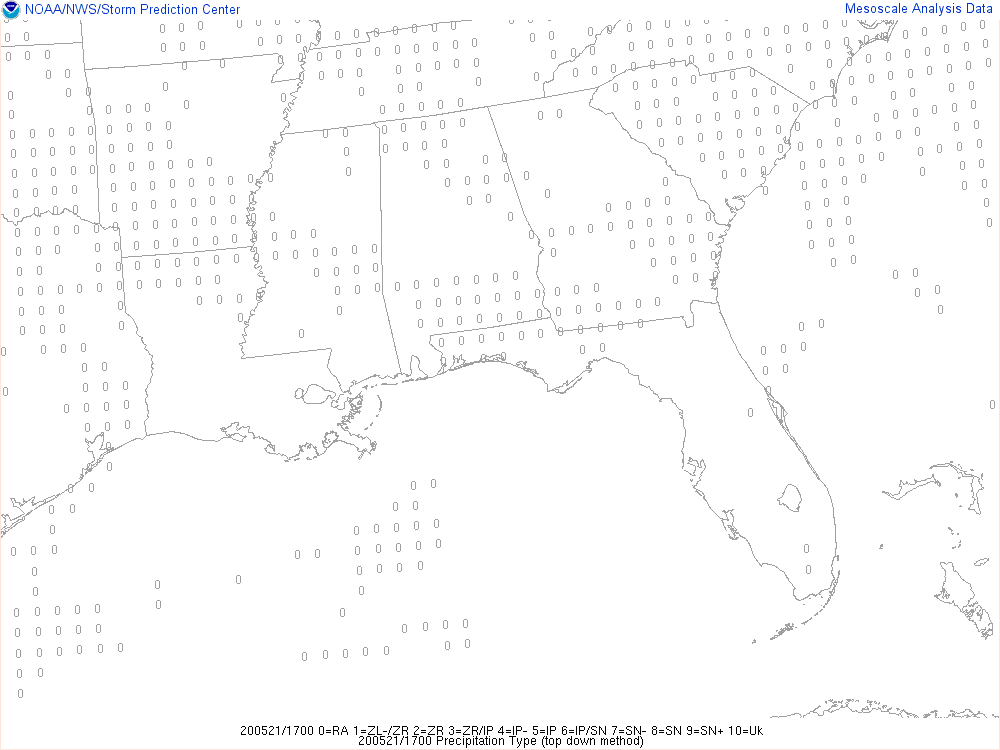 NOAA/NWS/Storm Prediction Center
Mesoscale Analysis Data
200521/1700 0=RA 1=ZL-/ZR 2=ZR 3=ZR/IP 4=IP- 5=IP 6=IP/SN 7=SN- 8=SN 9=SN+ 10=Uk
200521/1700 Precipitation Type (top down method)